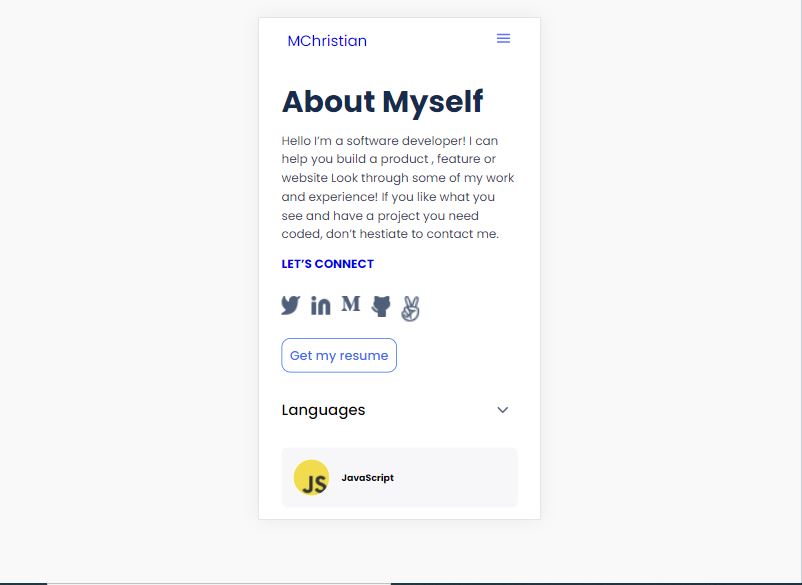 MChristian
About Myself
Hello I’m a software developer! I can
help you build a product , feature or
website Look through some of my work
and experience! If you like what you
see and have a project you need
coded, don’t hestiate to contact me.
LET’S CONNECT
in M
Get my resume
Languages
JS JavaScript